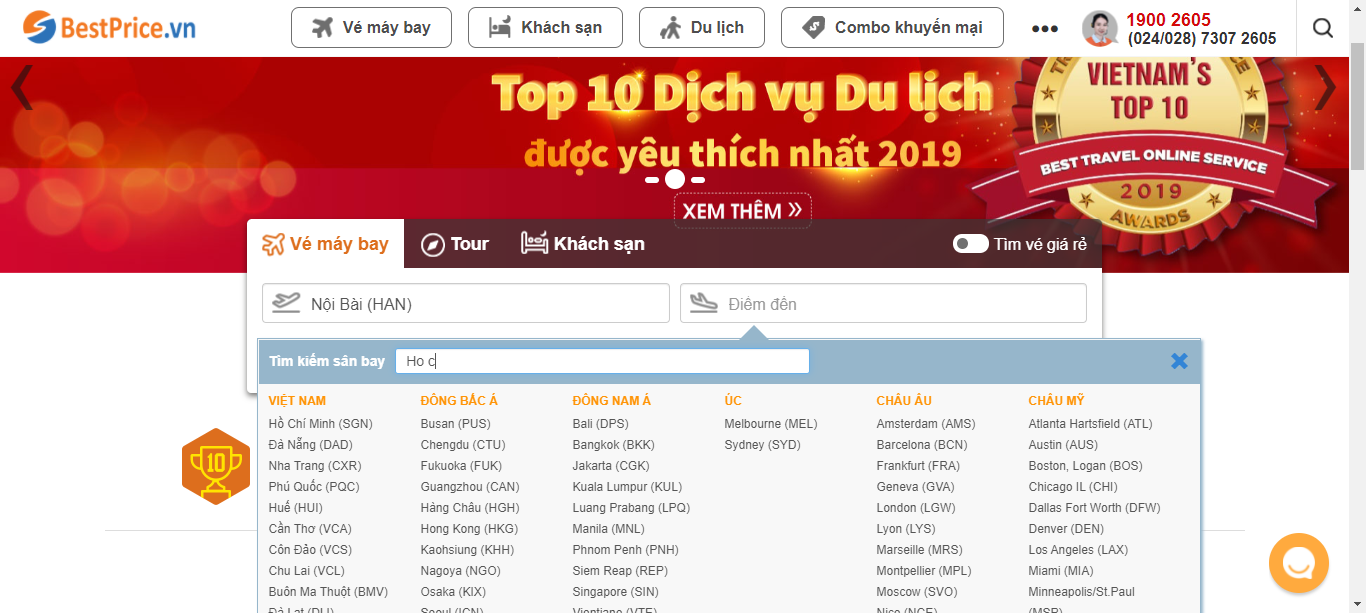 BestPrice.vn
Vé máy bay
Khách sạn
Du lịch
Combo khuyến mại
1900 2605
(024/028) 7307 2605
Top 10 Dịch vụ Du lịch
được yêu thích nhất 2019
XEM THÊM »
VIETNAM'S
TOP 10
BEST TRAVEL ONLINE SERVICE
2019
AWARDS
Vé máy bay
Tour
Khách sạn
Tìm vé giá rẻ
Nội Bài (HAN)
Điểm đến
Tìm kiếm sân bay
Ho c
VIỆT NAM
Hồ Chí Minh (SGN)
Đà Nẵng (DAD)
Nha Trang (CXR)
Phú Quốc (PQC)
Huế (HUI)
Cần Thơ (VCA)
Côn Đảo (VCS)
Chu Lai (VCL)
Buôn Ma Thuột (BMV)
ĐÔNG BẮC Á
Busan (PUS)
Chengdu (CTU)
Fukuoka (FUK)
Guangzhou (CAN)
Hàng Châu (HGH)
Hong Kong (HKG)
Kaohsiung (KHH)
Nagoya (NGO)
Osaka (KIX)
ĐÔNG NAM Á
Bali (DPS)
Bangkok (BKK)
Jakarta (CGK)
Kuala Lumpur (KUL)
Luang Prabang (LPQ)
Manila (MNL)
Phnom Penh (PNH)
Siem Reap (REP)
Singapore (SIN)
ÚC
Melbourne (MEL)
Sydney (SYD)
CHÂU ÂU
Amsterdam (AMS)
Barcelona (BCN)
Frankfurt (FRA)
Geneva (GVA)
London (LGW)
Lyon (LYS)
Marseille (MRS)
Montpellier (MPL)
Moscow (SVO)
CHÂU MỸ
Atlanta Hartsfield (ATL)
Austin (AUS)
Boston, Logan (BOS)
Chicago IL (CHI)
Dallas Fort Worth (DFW)
Denver (DEN)
Los Angeles (LAX)
Miami (MIA)
Minneapolis/St.Paul
10